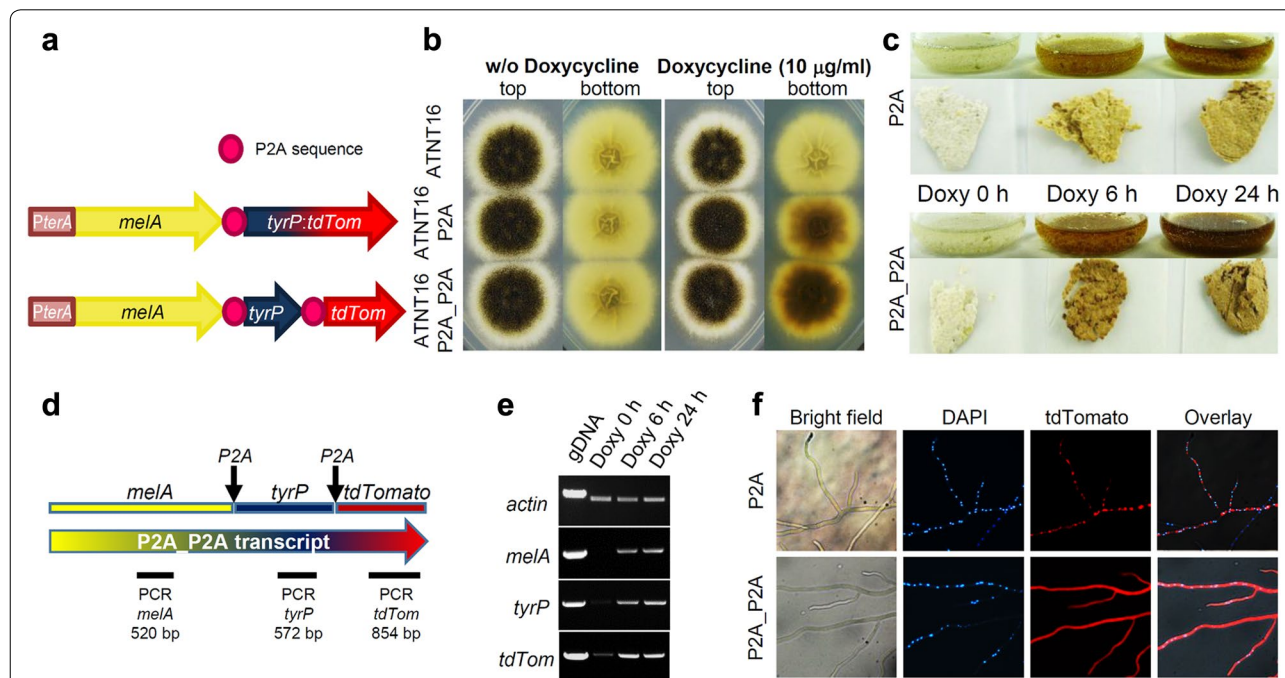 a
P2A sequence
PterA melA tyrP:tdTom
PterA melA tyrP tdTom
b
w/o Doxycycline Doxycycline (10 µg/ml)
top bottom top bottom
ATNT16
ATNT16
P2A
ATNT16
P2A_P2A
c
P2A
Doxy 0 h Doxy 6 h Doxy 24 h
P2A_P2A
d
P2A P2A
melA tyrP tdTomato
P2A_P2A transcript
PCR PCR PCR
melA tyrP tdTom
520 bp 572 bp 854 bp
e
gDNA Doxy 0 h Doxy 6 h Doxy 24 h
actin
melA
tyrP
tdTom
f
Bright field DAPI tdTomato Overlay
P2A
P2A_P2A